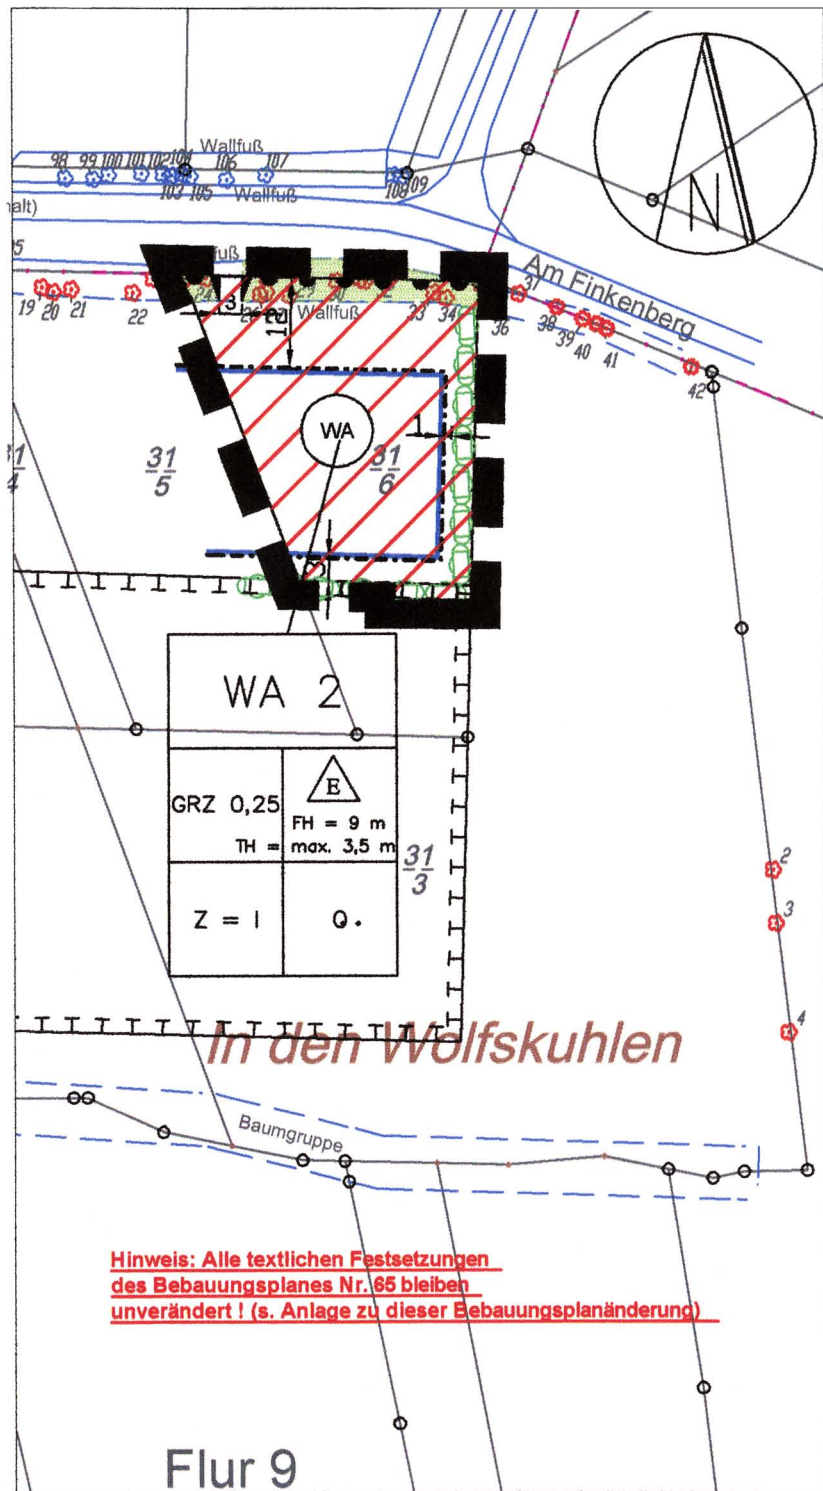 Wallfuß
98 99 100 101 102 104 106 107
103 105 Wallfuß 108 109
halt)
N
Am Finkenberg
19 20 21 22 24 33 34 36 37 38 39 40 41 42
Wallfuß
3
12
WA
1
31
5
31
6
3
WA 2
GRZ 0,25
E
FH = 9 m
TH = max. 3,5 m
31
3
Z = I
Q.
2
3
4
In den Wolfskuhlen
Baumgruppe
Hinweis: Alle textlichen Festsetzungen
des Bebauungsplanes Nr. 65 bleiben
unverändert ! (s. Anlage zu dieser Bebauungsplanänderung)
Flur 9